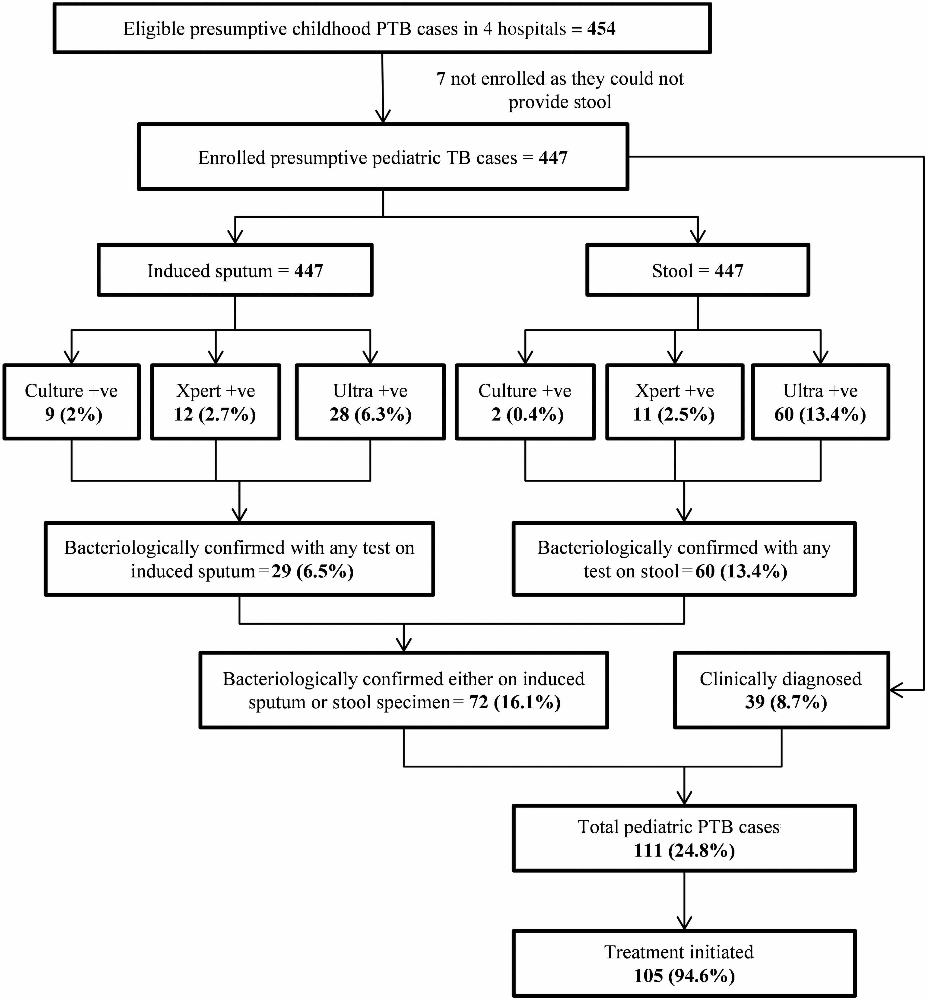 Eligible presumptive childhood PTB cases in 4 hospitals = 454
7 not enrolled as they could not
provide stool
Enrolled presumptive pediatric TB cases = 447
Induced sputum = 447
Stool = 447
Culture +ve
9 (2%)
Xpert +ve
12 (2.7%)
Ultra +ve
28 (6.3%)
Culture +ve
2 (0.4%)
Xpert +ve
11 (2.5%)
Ultra +ve
60 (13.4%)
Bacteriologically confirmed with any test on
induced sputum = 29 (6.5%)
Bacteriologically confirmed with any
test on stool = 60 (13.4%)
Bacteriologically confirmed either on induced
sputum or stool specimen = 72 (16.1%)
Clinically diagnosed
39 (8.7%)
Total pediatric PTB cases
111 (24.8%)
Treatment initiated
105 (94.6%)